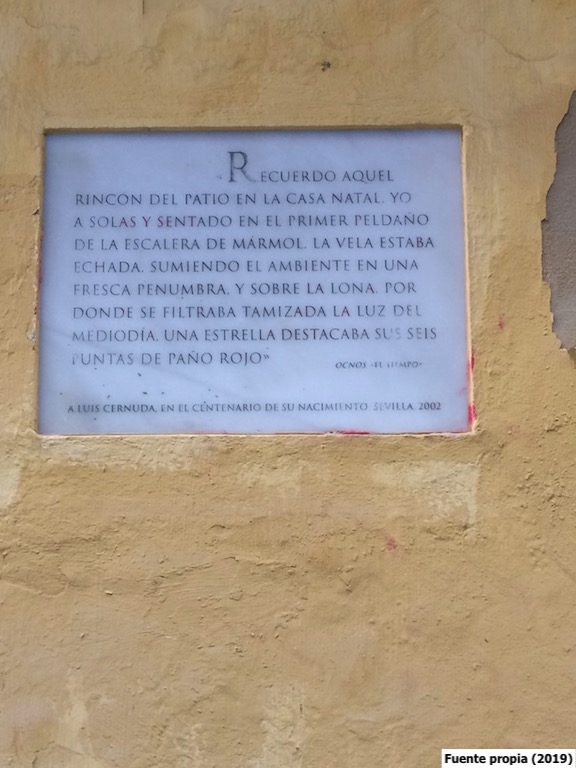 RECUERDO AQUEL
RINCÓN DEL PATIO EN LA CASA NATAL, YO
A SOLAS Y SENTADO EN EL PRIMER PELDAÑO
DE LA ESCALERA DE MÁRMOL. LA VELA ESTABA
ECHADA, SUMIENDO EL AMBIENTE EN UNA
FRESCA PENUMBRA, Y SOBRE LA LONA, POR
DONDE SE FILTRABA TAMIZADA LA LUZ DEL
MEDIODÍA, UNA ESTRELLA DESTACABA SUS SEIS
PUNTAS DE PAÑO ROJO»
OCNOS «EL TIEMPO»
A LUIS CERNUDA, EN EL CENTENARIO DE SU NACIMIENTO. SEVILLA, 2002
Fuente propia (2019)